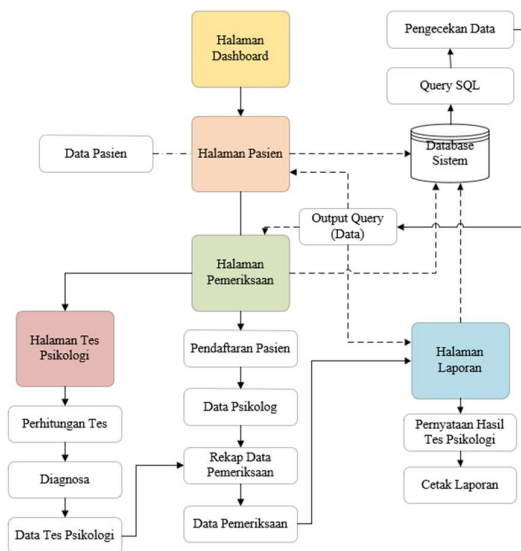 Halaman
Dashboard
Pengecekan Data
Query SQL
Data Pasien
Halaman Pasien
Database
Sistem
Output Query
(Data)
Halaman
Pemeriksaan
Halaman Tes
Psikologi
Pendaftaran Pasien
Halaman
Laporan
Perhitungan Tes
Data Psikolog
Pernyataan Hasil
Tes Psikologi
Diagnosa
Rekap Data
Pemeriksaan
Cetak Laporan
Data Tes Psikologi
Data Pemeriksaan